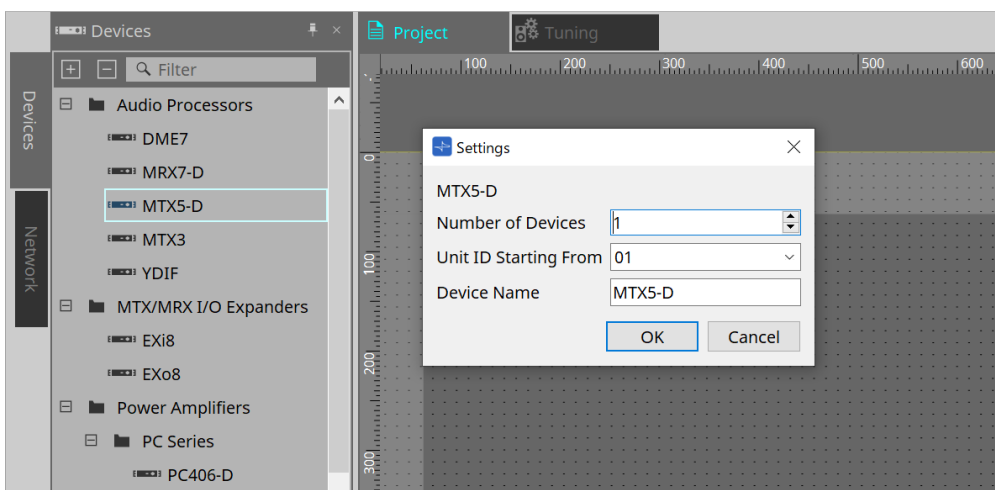 Devices
Project
Tuning
Filter
100 200 300 400 500 600
Devices
Network
Audio Processors
DME7
MRX7-D
MTX5-D
MTX3
YDIF
MTX/MRX I/O Expanders
EXi8
EXo8
Power Amplifiers
PC Series
PC406-D
0
100
200
300
Settings
MTX5-D
Number of Devices 1
Unit ID Starting From 01
Device Name MTX5-D
OK Cancel